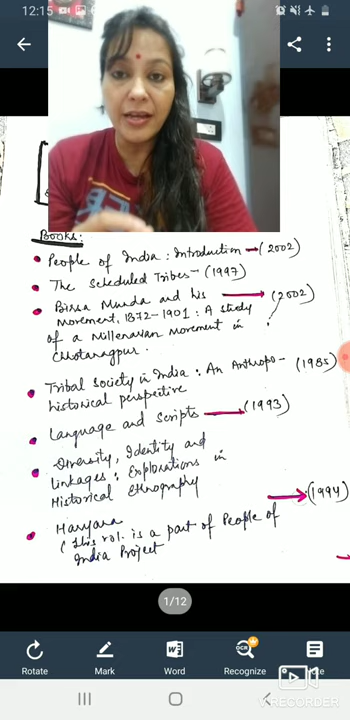 12:15
Books:
People of India: Introduction → (2002)
The Scheduled Tribes - (1997)
Birsa Munda and his → (2002)
Movement, 1872-1901: A study
of a Millenarian Movement in
Chhotanagpur.
Tribal Society in India: An Anthropo- (1985)
historical perspective
Language and Scripts → (1993)
Diversity, Identity and
Linkages: Explorations in
Historical Ethnography
Haryana → (1994)
(This vol. is a part of People of
India Project
1/12
Rotate Mark Word Recognize Note
OCR
V RECORDER